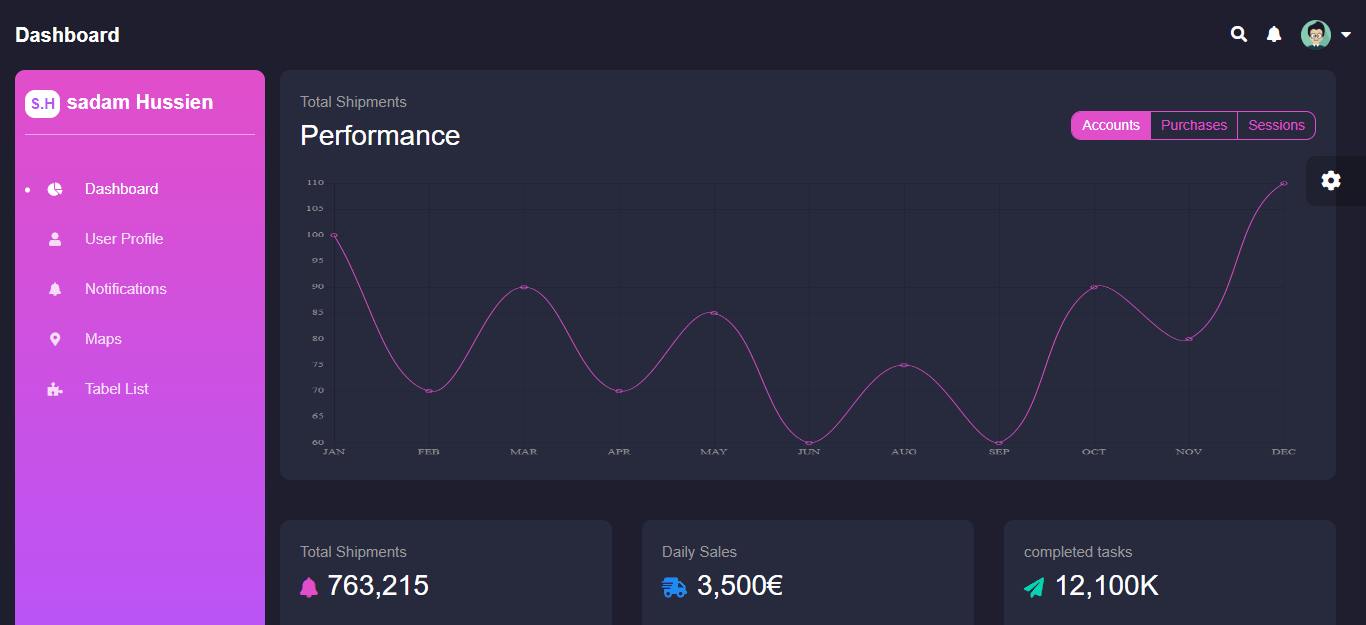 Dashboard
S.H sadam Hussien
Dashboard
User Profile
Notifications
Maps
Tabel List
Total Shipments
Performance
Accounts Purchases Sessions
110
105
100
95
90
85
80
75
70
65
60
JAN FEB MAR APR MAY JUN AUG SEP OCT NOV DEC
Total Shipments
763,215
Daily Sales
3,500€
completed tasks
12,100K